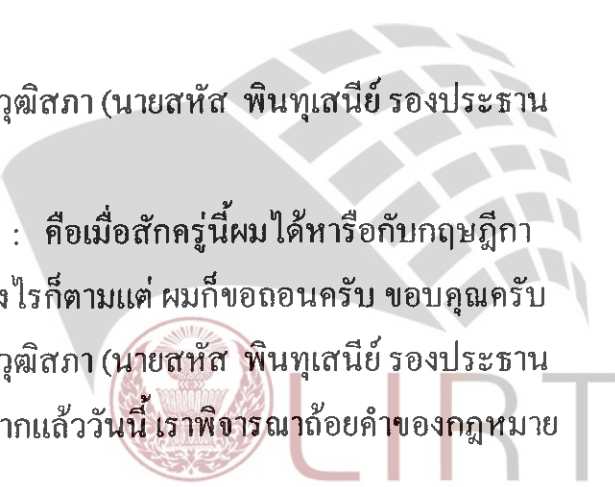 วุฒิสภา (นายสหัส พินทุเสนีย์ รองประธาน
: คือเมื่อสักครู่นี้ผมได้หารือกับกฤษฎีกา
งไรก็ตามแต่ ผมก็ขอถอนครับ ขอบคุณครับ
วุฒิสภา (นายสหัส พินทุเสนีย์ รองประธาน
ากแล้ววันนี้ เราพิจารณาถ้อยคำของกฎหมาย
LIRT